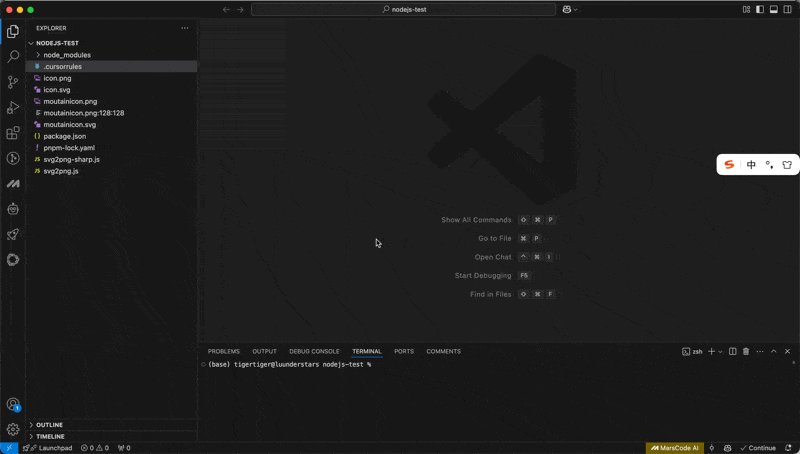 nodejs-test
EXPLORER
NODEJS-TEST
node_modules
.cursorrules
icon.png
icon.svg
moutainicon.png
moutainicon.png:128:128
moutainicon.svg
package.json
pnpm-lock.yaml
svg2png-sharp.js
svg2png.js
中
Show All Commands ⇧ ⌘ P
Go to File ⌘ P
Open Chat ^ ⌘ I
Start Debugging F5
Find in Files ⇧ ⌘ F
PROBLEMS OUTPUT DEBUG CONSOLE TERMINAL PORTS COMMENTS zsh
(base) tigertiger@luunderstars nodejs-test %
OUTLINE
TIMELINE
Launchpad 0 0 0 MarsCode AI Continue